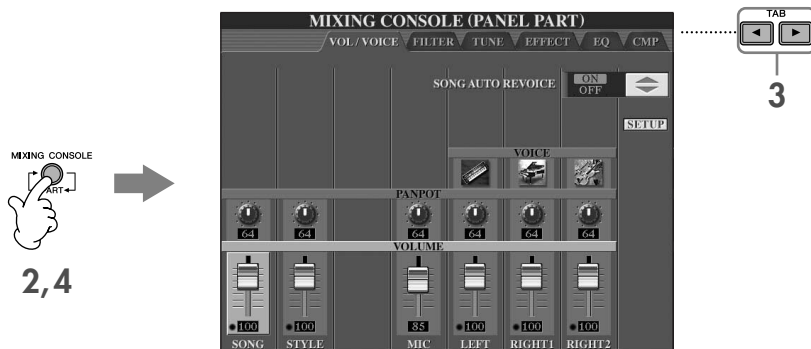 MIXING CONSOLE (PANEL PART)
TAB
VOL / VOICE FILTER TUNE EFFECT EQ CMP
3
SONG AUTO REVOICE ON
OFF
SETUP
MIXING CONSOLE
PART
VOICE
PANPOT
64 64 64 64 64 64
VOLUME
2, 4
100 100 85 100 100 100
SONG STYLE MIC LEFT RIGHT1 RIGHT2